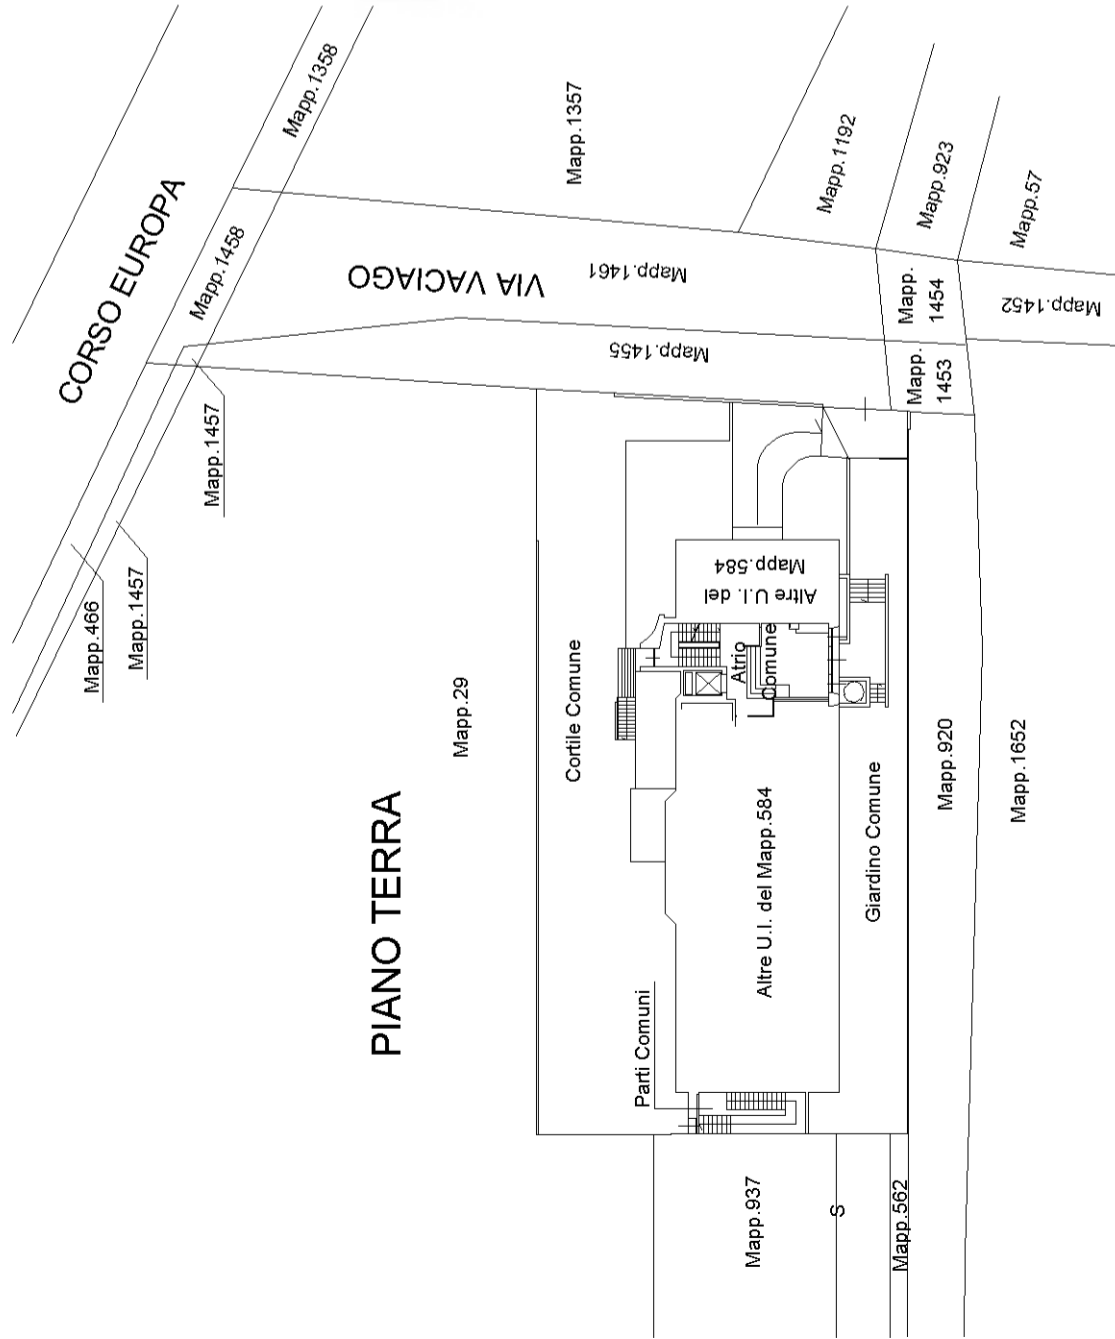 Mapp.1358
Mapp.1357
Mapp.1192
Mapp.923
Mapp.57
CORSO EUROPA
Mapp.1458
VIA VACIAGO
Mapp.1461
Mapp.
1454
Mapp.1452
Mapp.1455
Mapp.
1453
Mapp.1457
Mapp.1457
Mapp.466
Mapp.29
Cortile Comune
Altre U.I. del
Mapp.584
Atrio
Comune
PIANO TERRA
Altre U.I. del Mapp.584
Giardino Comune
Mapp.920
Mapp.1652
Parti Comuni
Mapp.937
S
Mapp.562